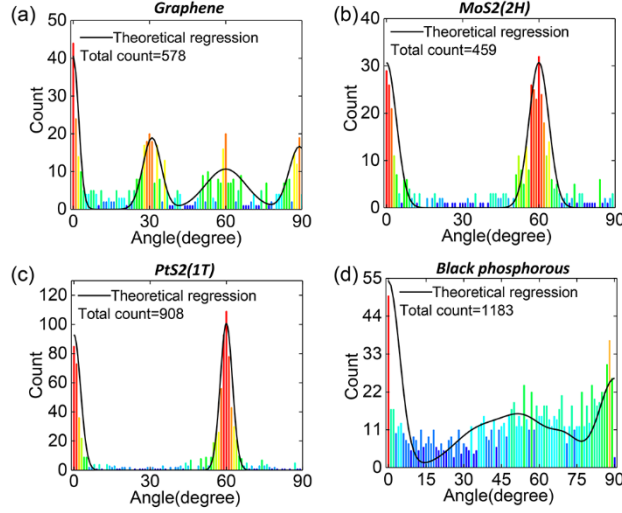 (a) Graphene
Theoretical regression
Total count=578
50
40
30
20
10
0
Count
0 30 60 90
Angle(degree)
(b) MoS2(2H)
Theoretical regression
Total count=459
40
30
20
10
0
Count
0 30 60 90
Angle(degree)
(c) PtS2(1T)
Theoretical regression
Total count=908
120
100
80
60
40
20
0
Count
0 30 60 90
Angle(degree)
(d) Black phosphorous
Theoretical regression
Total count=1183
55
44
33
22
11
0
Count
0 15 30 45 60 75 90
Angle(degree)